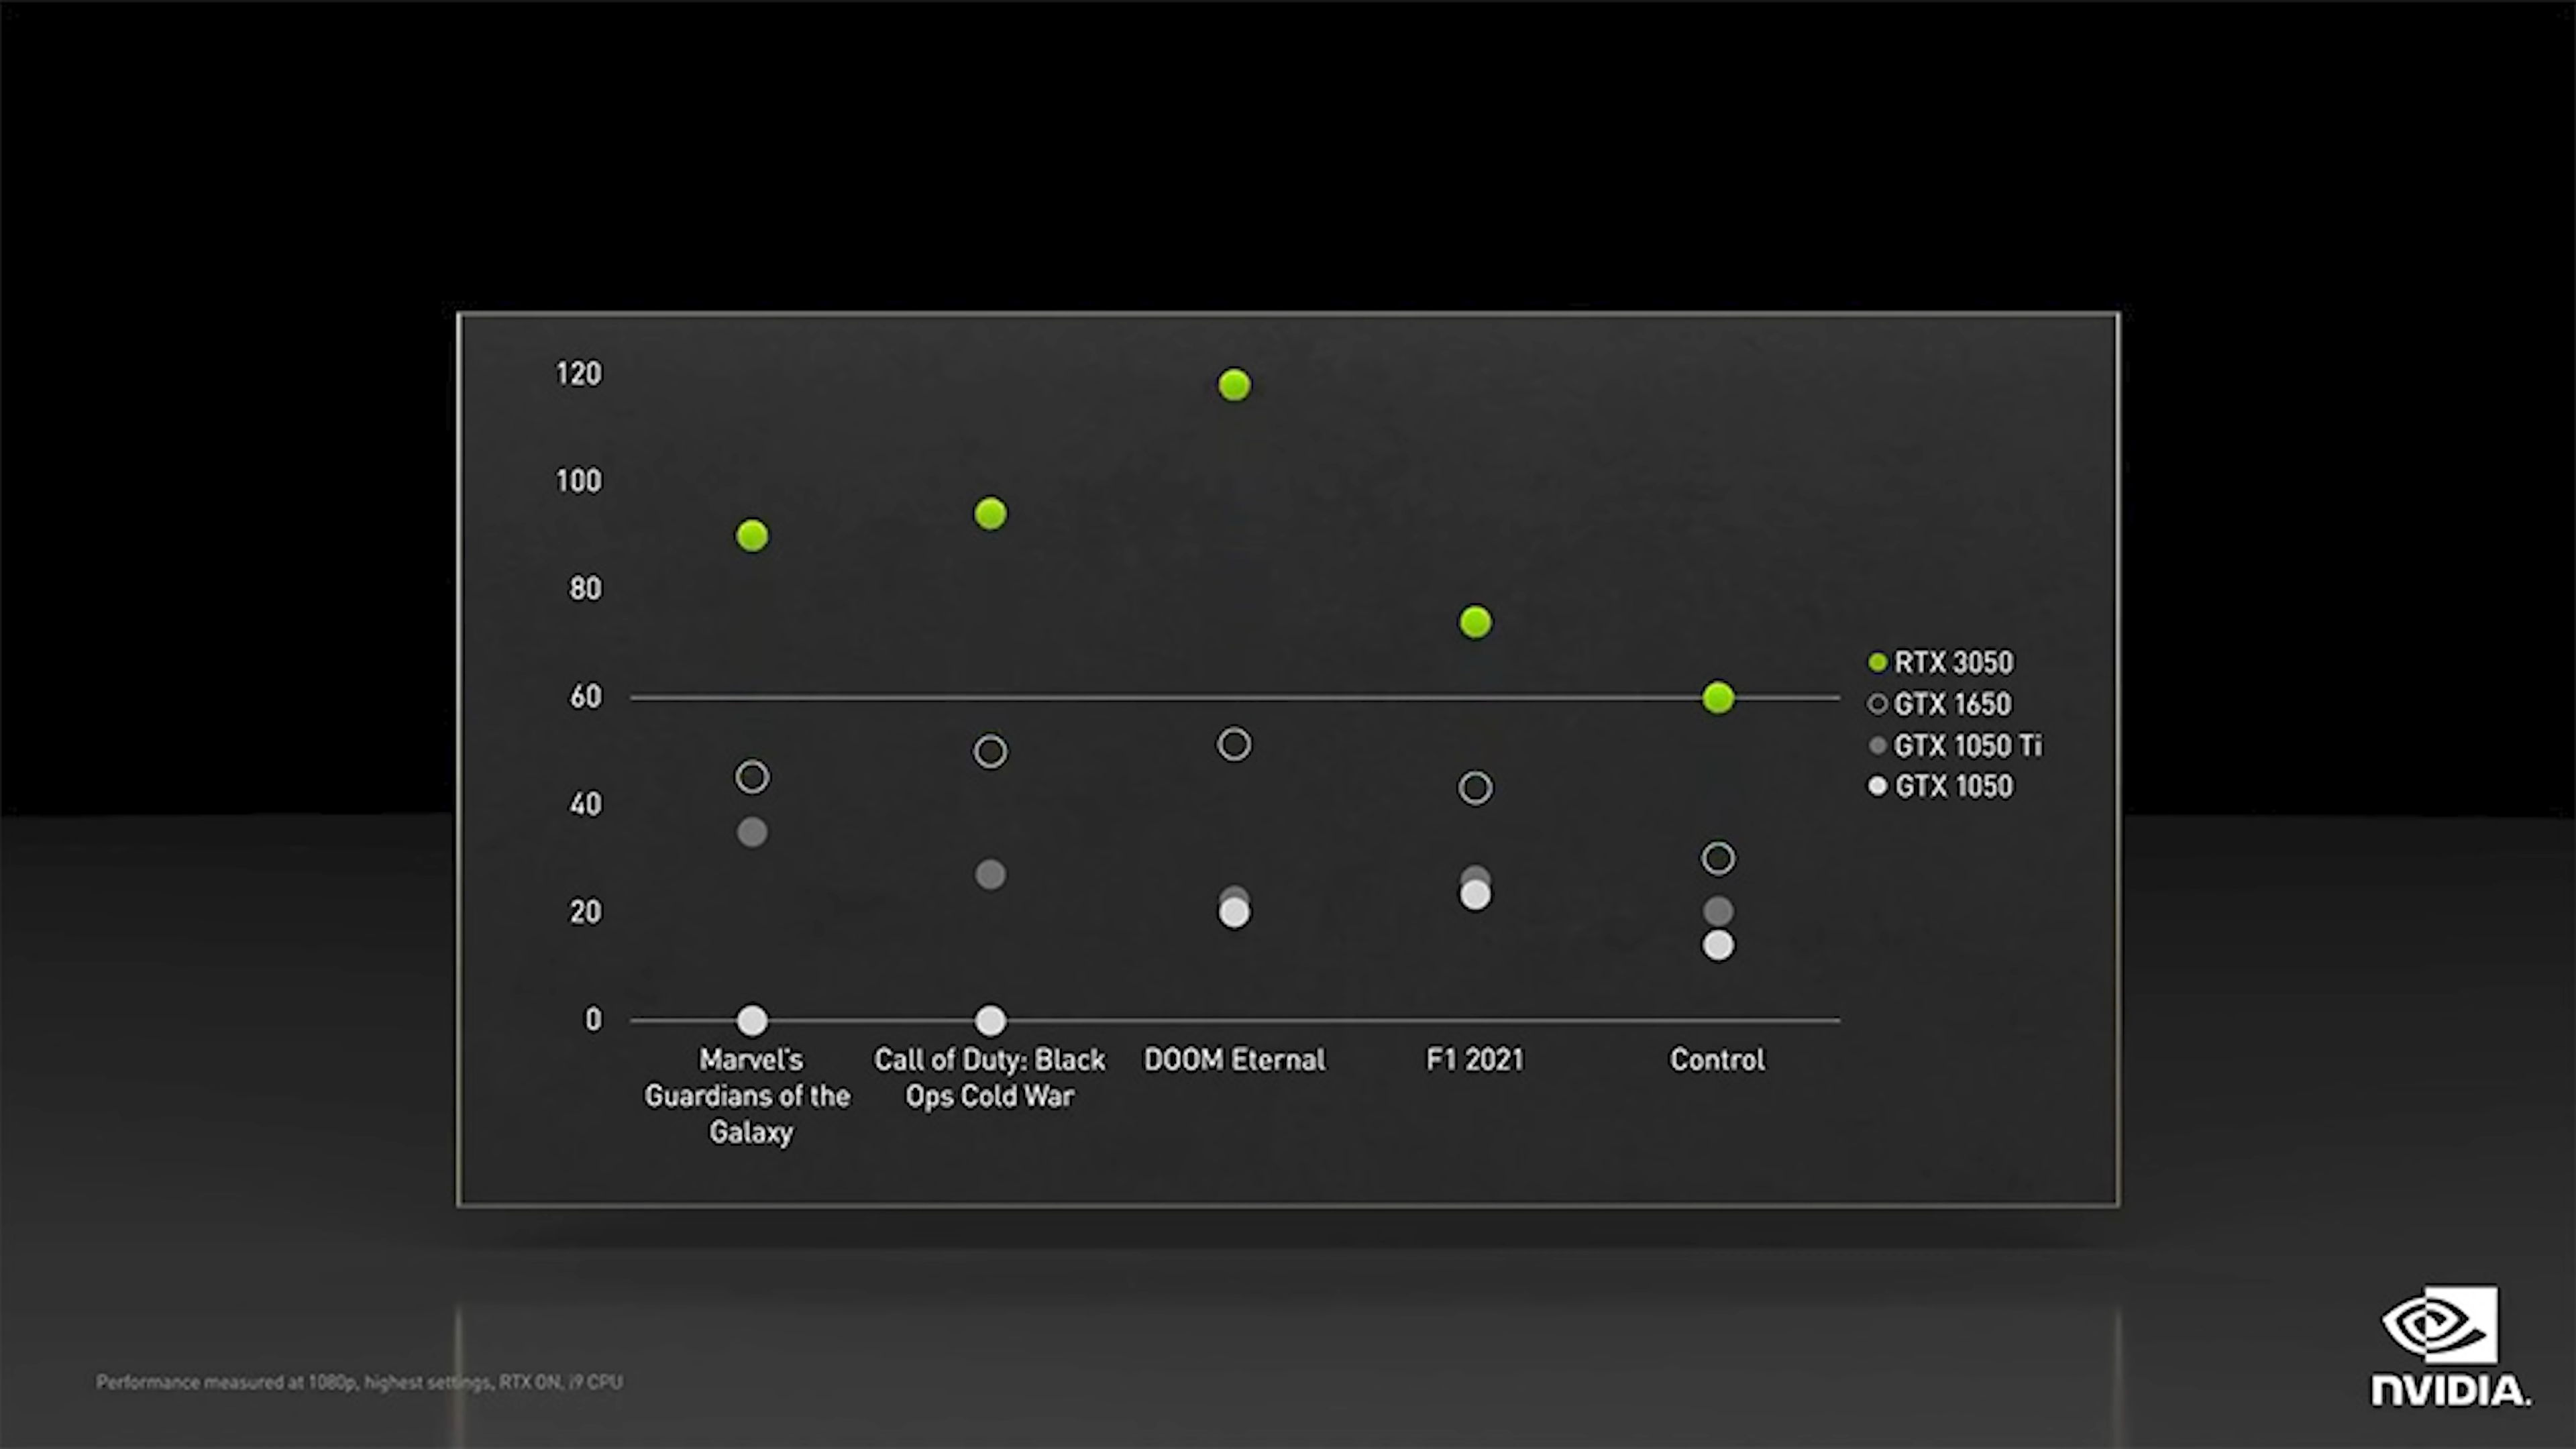 120
100
80
60
40
20
0
RTX 3050
GTX 1650
GTX 1050 Ti
GTX 1050
Marvel's
Guardians of the
Galaxy
Call of Duty: Black
Ops Cold War
DOOM Eternal
F1 2021
Control
Performance measured at 1080p, highest settings, RTX ON, i9 CPU
NVIDIA.